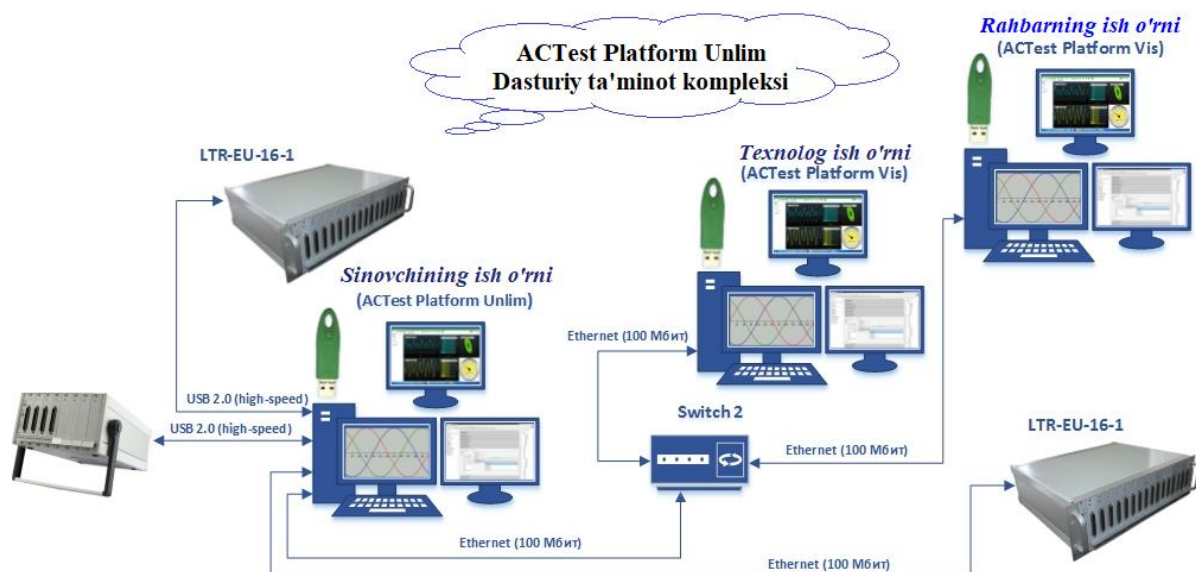 ACTest Platform Unlim
Dasturiy ta'minot kompleksi
Rahbarning ish o'rni
(ACTest Platform Vis)
LTR-EU-16-1
Texnolog ish o'rni
(ACTest Platform Vis)
Sinovchining ish o'rni
(ACTest Platform Unlim)
Ethernet (100 Мбит)
USB 2.0 (high-speed)
USB 2.0 (high-speed)
Switch 2
Ethernet (100 Мбит)
LTR-EU-16-1
Ethernet (100 Мбит)
Ethernet (100 Мбит)